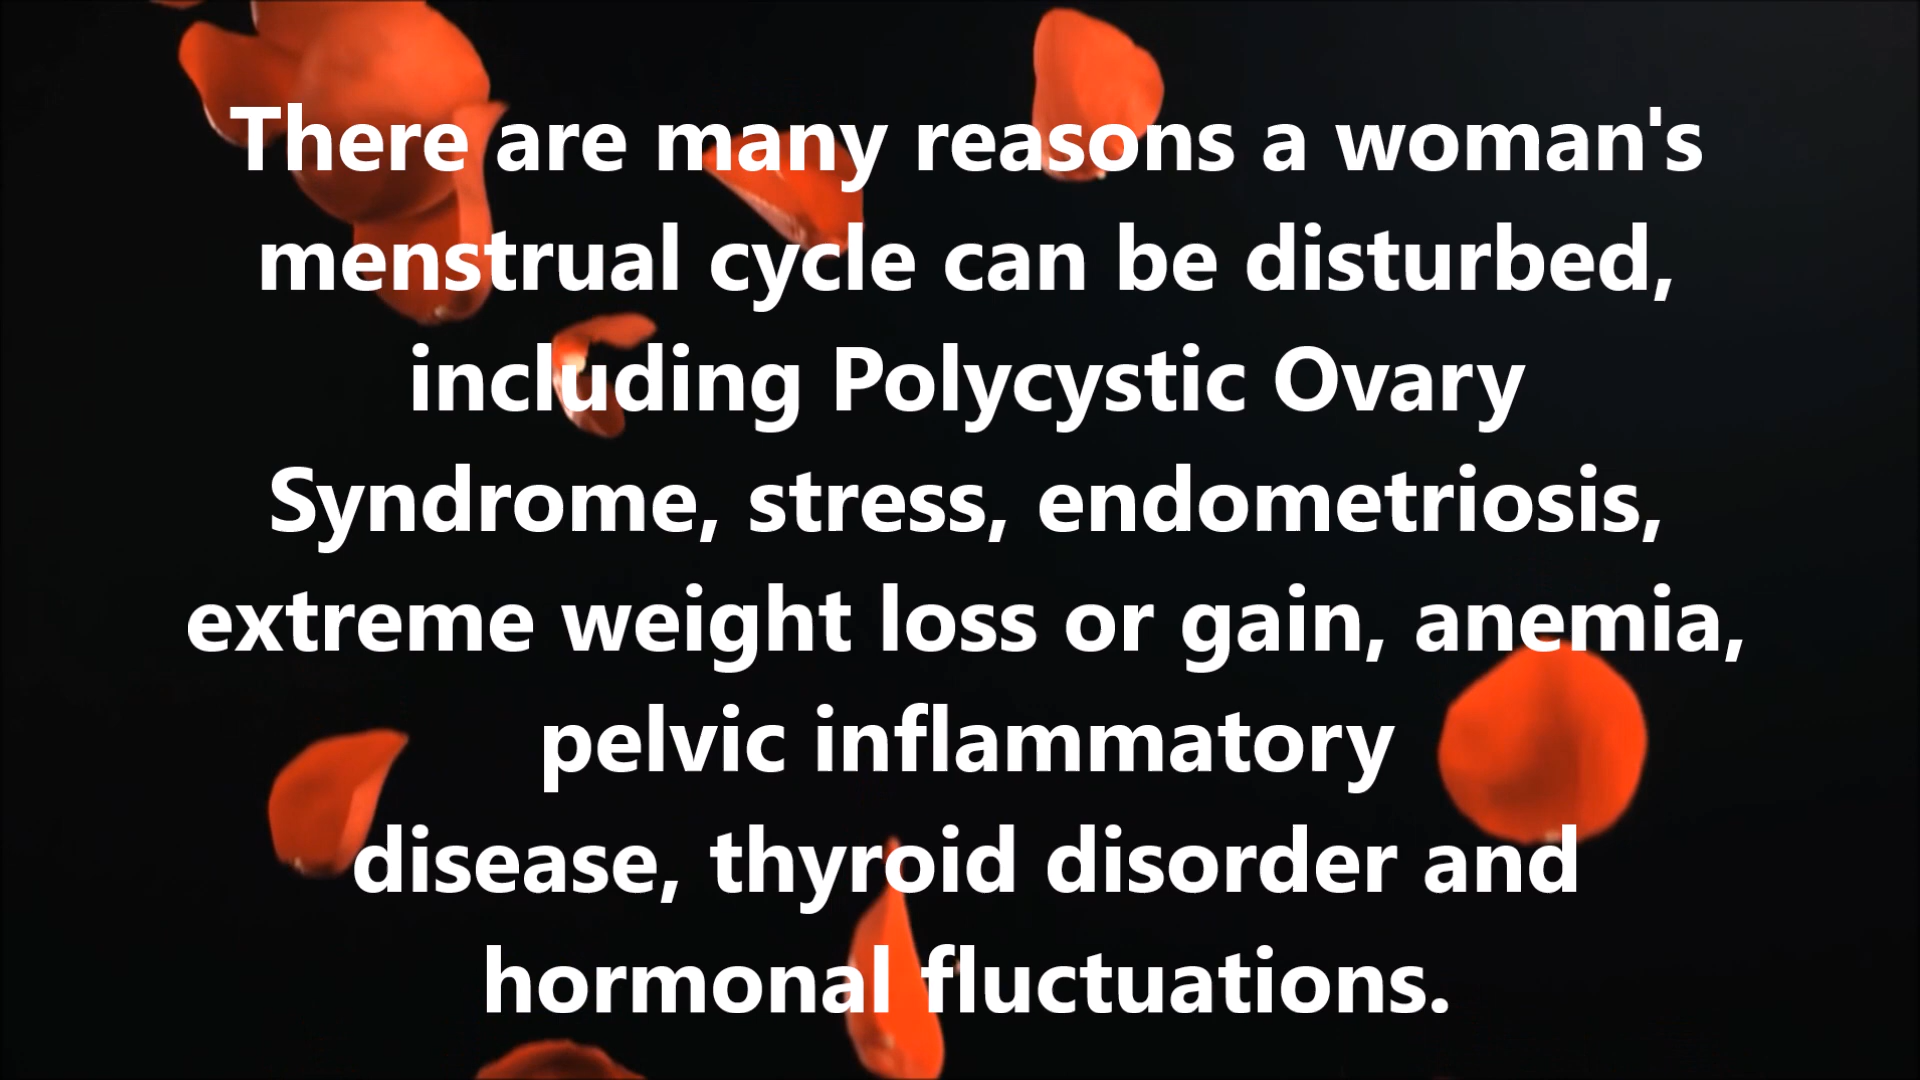 There are many reasons a woman's
menstrual cycle can be disturbed,
including Polycystic Ovary
Syndrome, stress, endometriosis,
extreme weight loss or gain, anemia,
pelvic inflammatory
disease, thyroid disorder and
hormonal fluctuations.